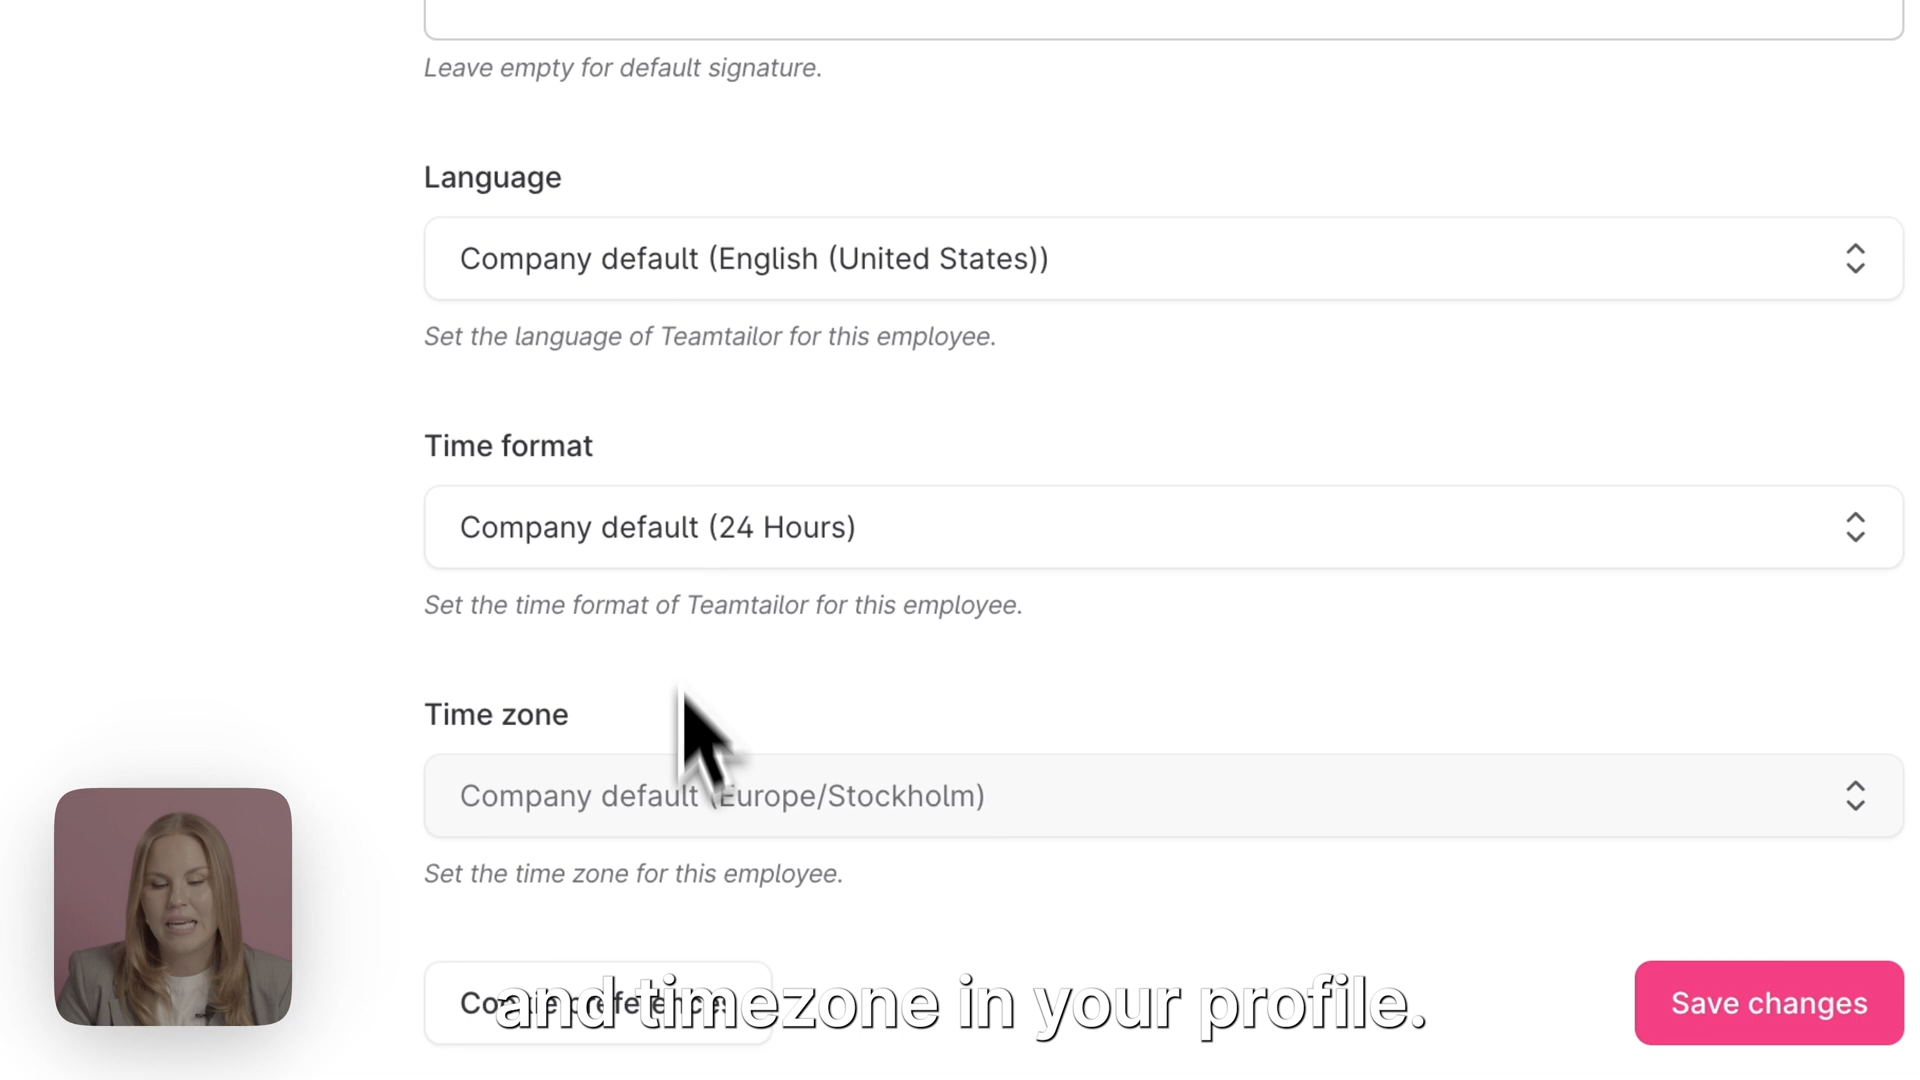 Leave empty for default signature.
Language
Company default (English (United States))
Set the language of Teamtailor for this employee.
Time format
Company default (24 Hours)
Set the time format of Teamtailor for this employee.
Time zone
Company default (Europe/Stockholm)
Set the time zone for this employee.
and timezone in your profile.
Save changes